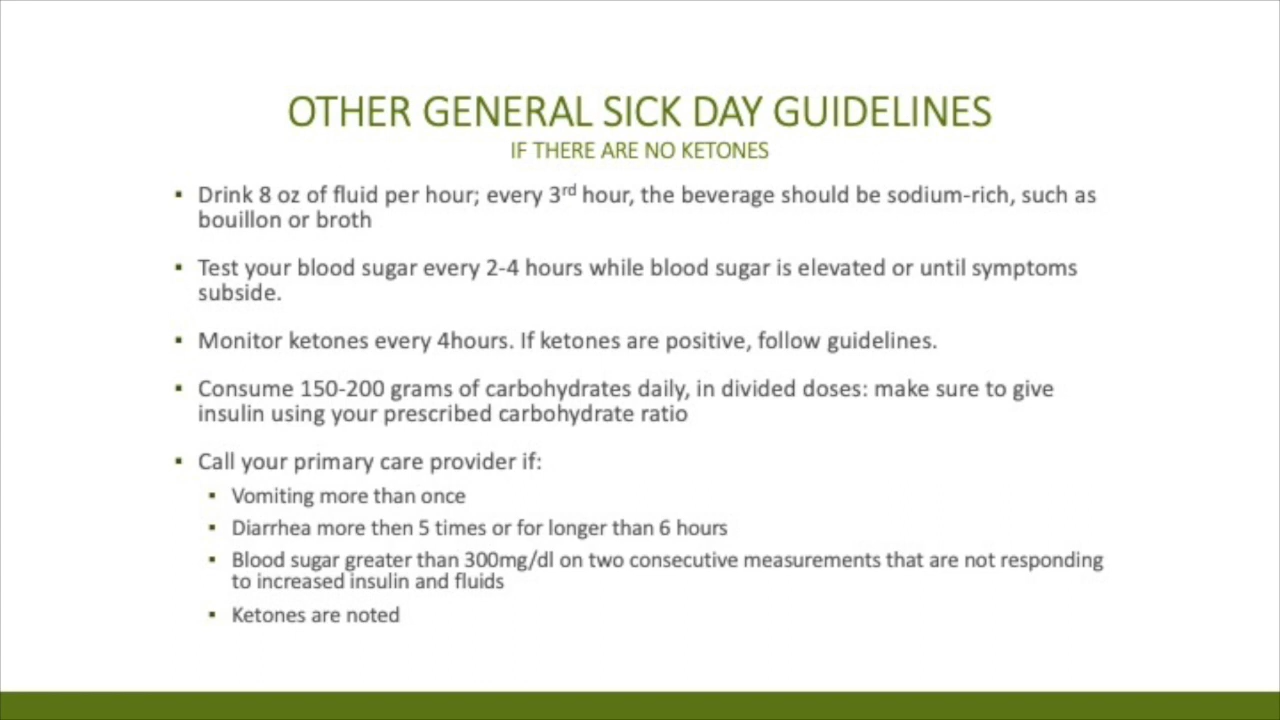 OTHER GENERAL SICK DAY GUIDELINES
IF THERE ARE NO KETONES
▪ Drink 8 oz of fluid per hour; every 3rd hour, the beverage should be sodium-rich, such as
bouillon or broth
▪ Test your blood sugar every 2-4 hours while blood sugar is elevated or until symptoms
subside.
▪ Monitor ketones every 4hours. If ketones are positive, follow guidelines.
▪ Consume 150-200 grams of carbohydrates daily, in divided doses: make sure to give
insulin using your prescribed carbohydrate ratio
▪ Call your primary care provider if:
▪ Vomiting more than once
▪ Diarrhea more then 5 times or for longer than 6 hours
▪ Blood sugar greater than 300mg/dl on two consecutive measurements that are not responding
to increased insulin and fluids
▪ Ketones are noted